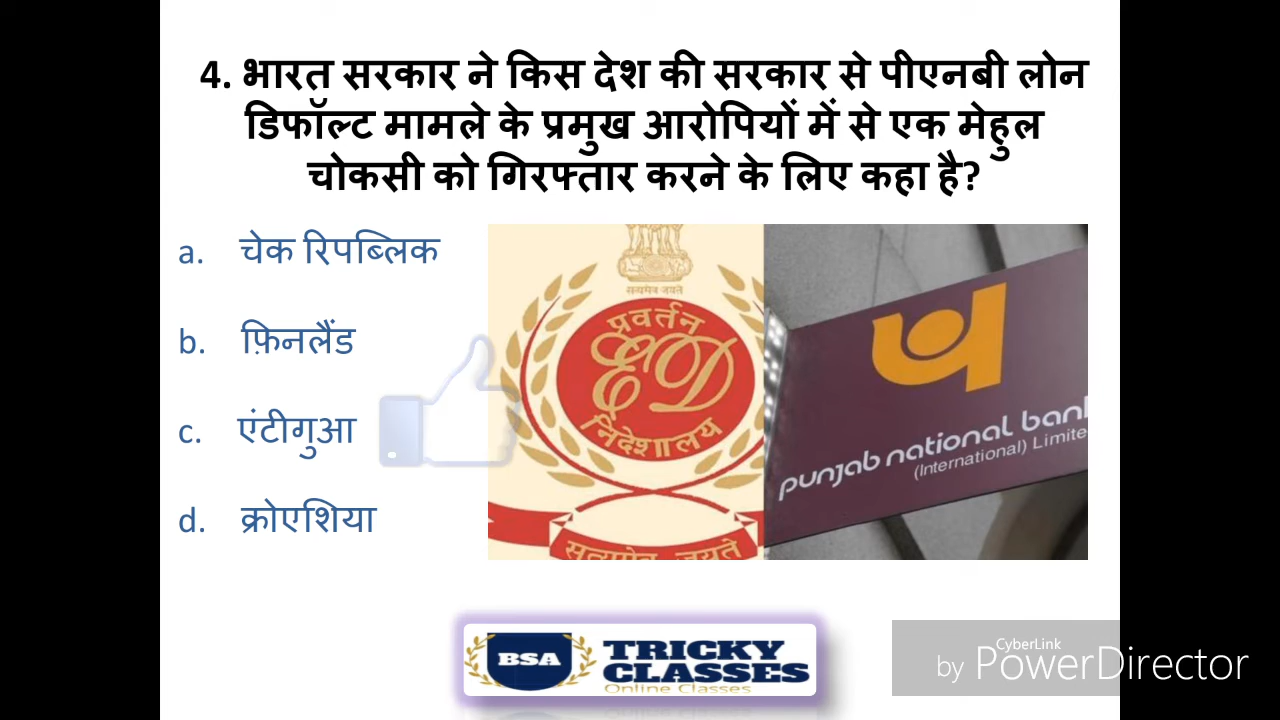 4. भारत सरकार ने किस देश की सरकार से पीएनबी लोन
डिफॉल्ट मामले के प्रमुख आरोपियों में से एक मेहुल
चोकसी को गिरफ्तार करने के लिए कहा है?
a. चेक रिपब्लिक
b. फ़िनलैंड
c. एंटीगुआ
d. क्रोएशिया
सत्यमेव जयते
प्रवर्तन
ED
निदेशालय
सत्यमेव जयते
punjab national bank
(International) Limite
BSA
TRICKY
CLASSES
Online Classes
CyberLink
by PowerDirector